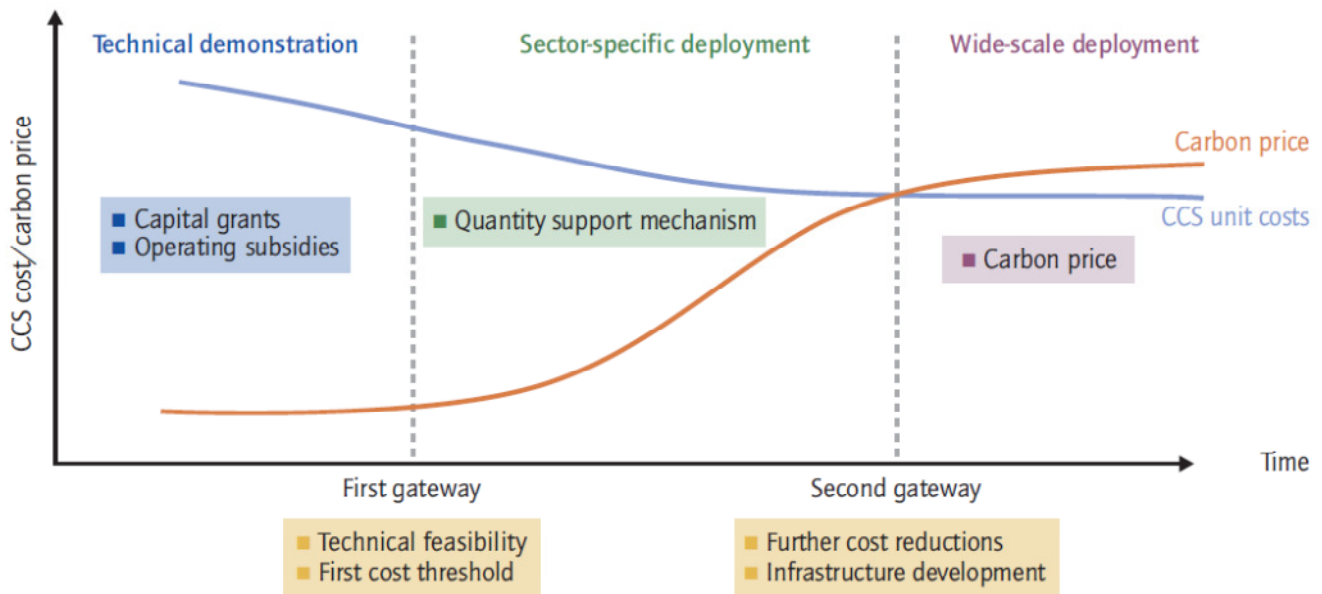 Technical demonstration
Sector-specific deployment
Wide-scale deployment
CCS cost/carbon price
Carbon price
CCS unit costs
■ Capital grants
■ Operating subsidies
■ Quantity support mechanism
■ Carbon price
Time
First gateway
Second gateway
■ Technical feasibility
■ First cost threshold
■ Further cost reductions
■ Infrastructure development